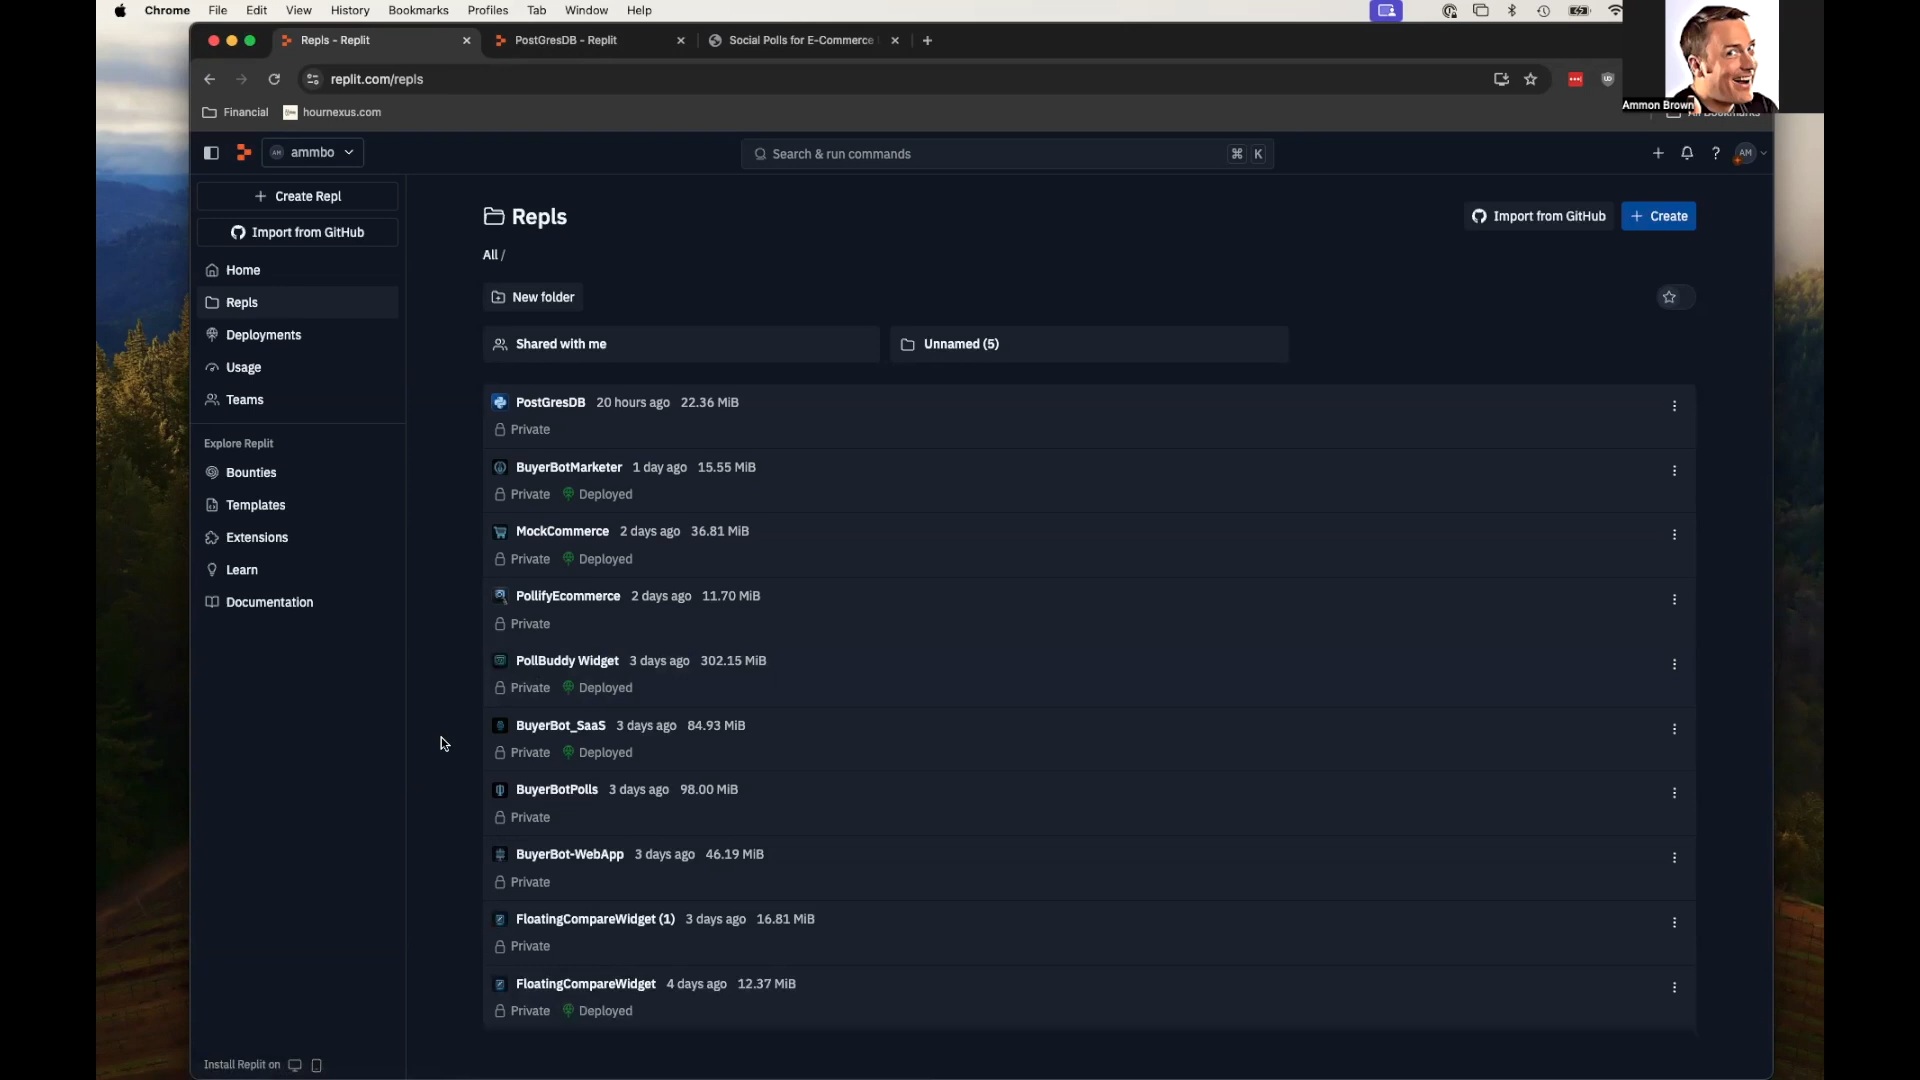 Chrome File Edit View History Bookmarks Profiles Tab Window Help
Repls - Replit
PostGresDB - Replit
Social Polls for E-Commerce
replit.com/repls
Ammon Brown
Financial
hournexus.com
All Bookmarks
AM ammbo
Search & run commands
⌘ K
AM
Create Repl
Import from GitHub
Home
Repls
Deployments
Usage
Teams
Explore Replit
Bounties
Templates
Extensions
Learn
Documentation
Install Replit on
Repls
Import from GitHub
+ Create
All /
New folder
Shared with me
Unnamed (5)
PostGresDB 20 hours ago 22.36 MiB
Private
BuyerBotMarketer 1 day ago 15.55 MiB
Private Deployed
MockCommerce 2 days ago 36.81 MiB
Private Deployed
PollifyEcommerce 2 days ago 11.70 MiB
Private
PollBuddy Widget 3 days ago 302.15 MiB
Private Deployed
BuyerBot_SaaS 3 days ago 84.93 MiB
Private Deployed
BuyerBotPolls 3 days ago 98.00 MiB
Private
BuyerBot-WebApp 3 days ago 46.19 MiB
Private
FloatingCompareWidget (1) 3 days ago 16.81 MiB
Private
FloatingCompareWidget 4 days ago 12.37 MiB
Private Deployed